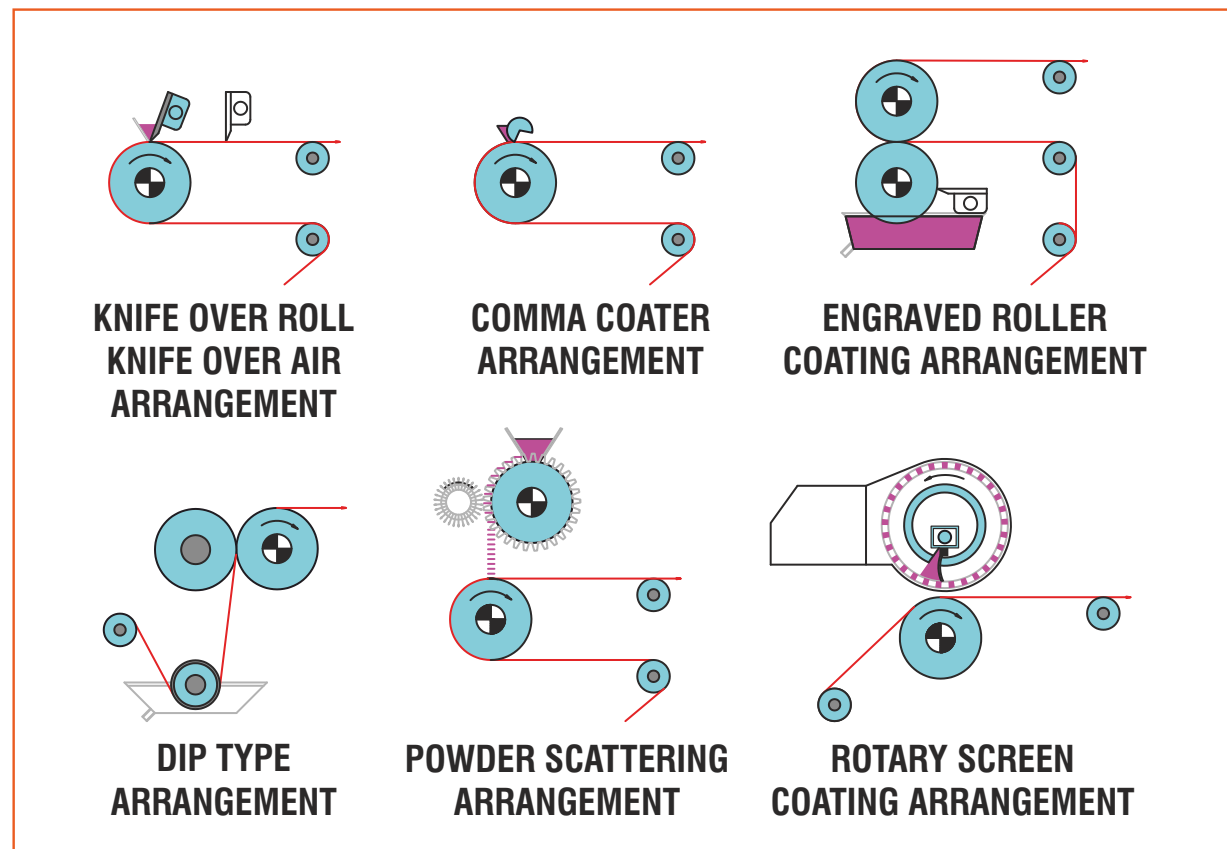 KNIFE OVER ROLL
KNIFE OVER AIR
ARRANGEMENT
COMMA COATER
ARRANGEMENT
ENGRAVED ROLLER
COATING ARRANGEMENT
DIP TYPE
ARRANGEMENT
POWDER SCATTERING
ARRANGEMENT
ROTARY SCREEN
COATING ARRANGEMENT